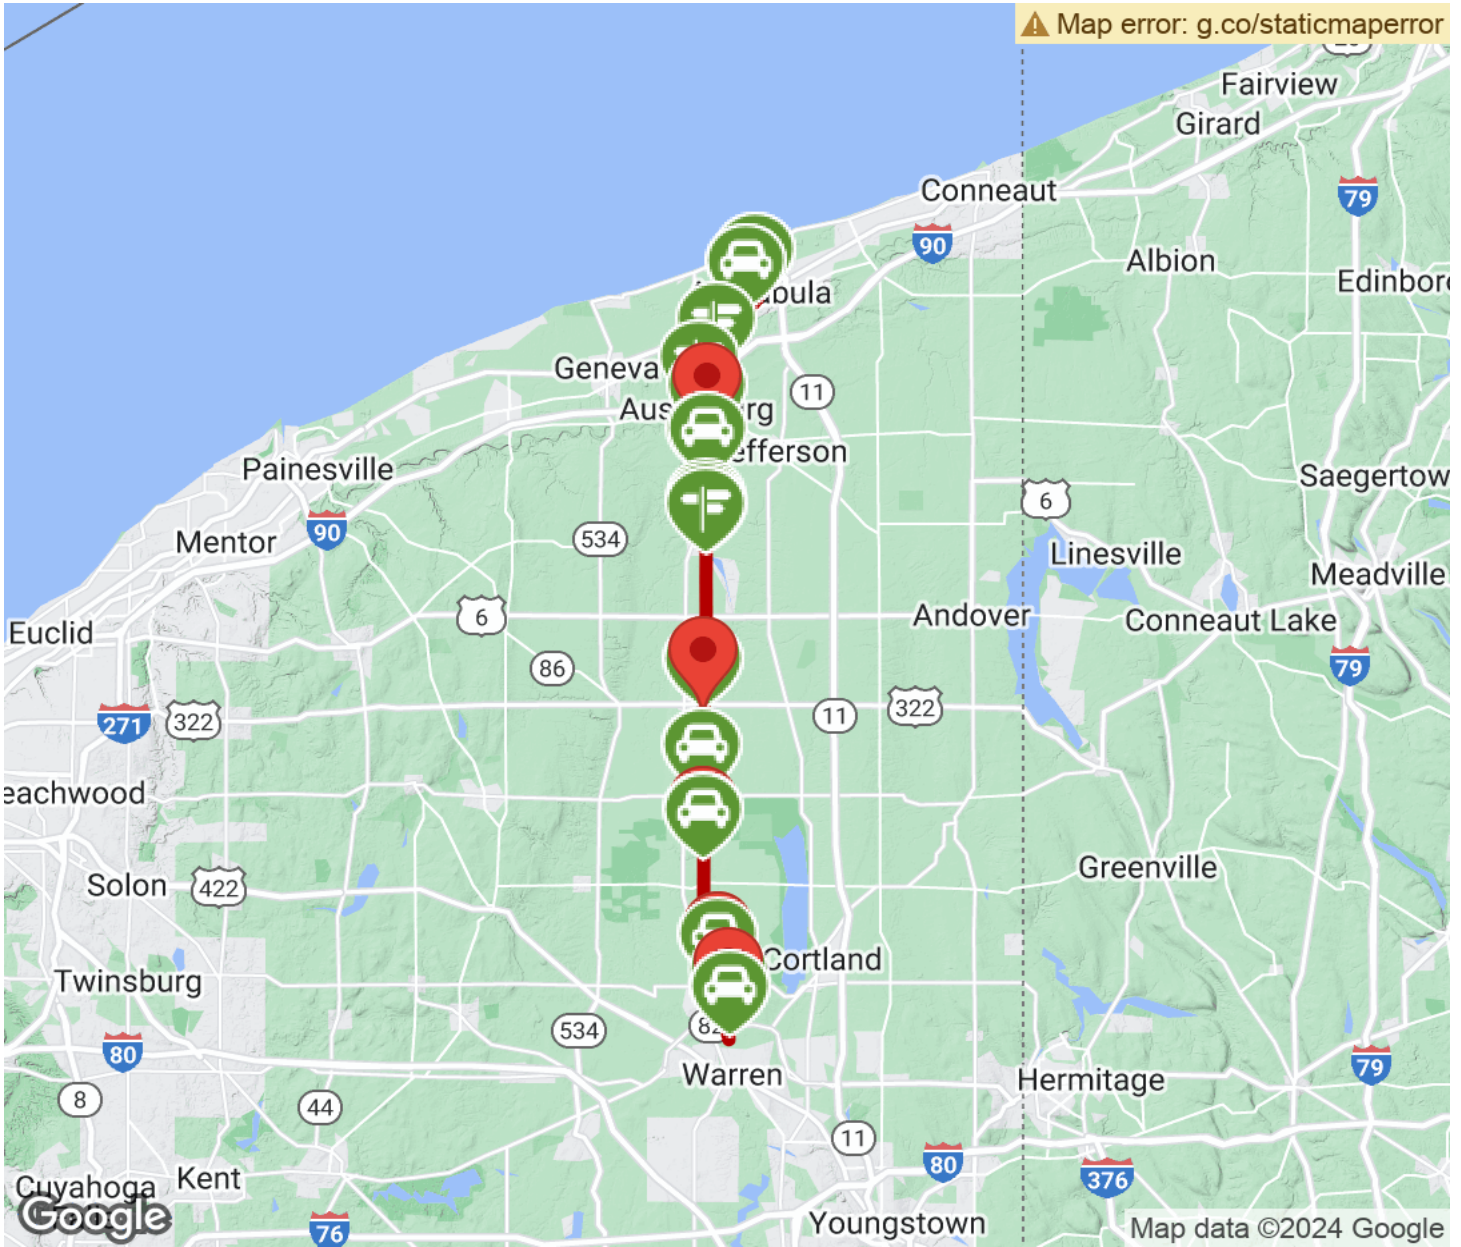 Map error: g.co/staticmaperror
Fairview
Girard
Conneaut
79
90
Albion
bula
Geneva
11
Aus rg
efferson
Painesville
Saegertow
6
90
534
Mentor
Linesville
Meadville
6
Andover
Conneaut Lake
Euclid
86
79
271
322
11
322
eachwood
Greenville
Solon
422
Cortland
Twinsburg
534
82
80
Warren
Hermitage
79
8
44
11
80
376
Kent
Cuyahoga
Google
76
Youngstown
Map data ©2024 Google